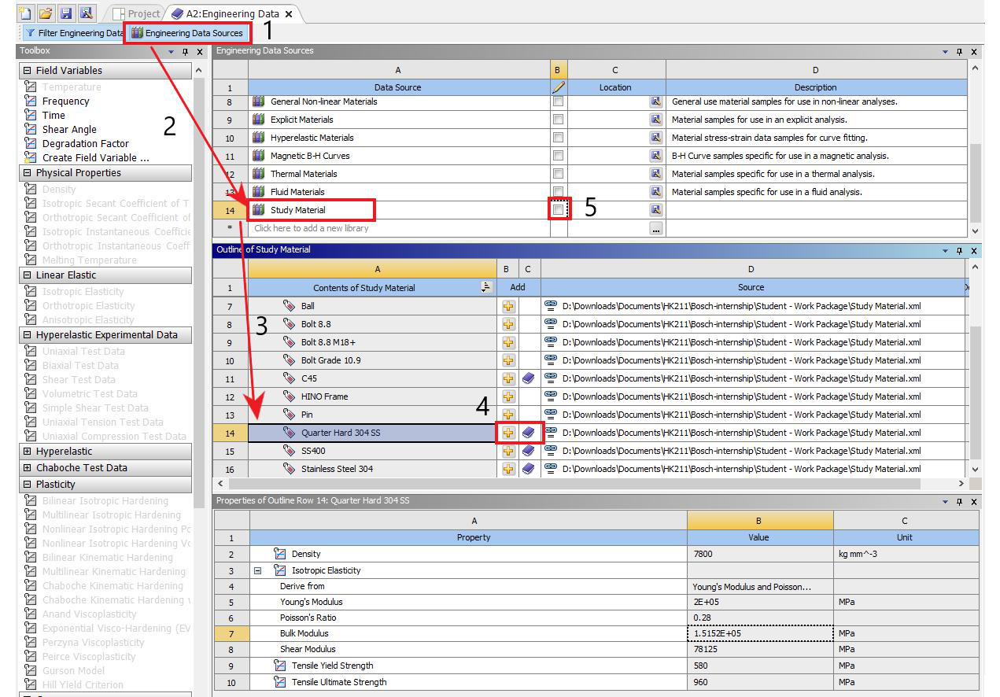 Project
A2:Engineering Data
1
Filter Engineering Data
Engineering Data Sources
Toolbox
Field Variables
Temperature
Frequency
Time
Shear Angle
Degradation Factor
Create Field Variable ...
Physical Properties
Density
Isotropic Secant Coefficient of T
Orthotropic Secant Coefficient of
Isotropic Instantaneous Coefficie
Orthotropic Instantaneous Coeff
Melting Temperature
Linear Elastic
Isotropic Elasticity
Orthotropic Elasticity
Anisotropic Elasticity
Hyperelastic Experimental Data
Uniaxial Test Data
Biaxial Test Data
Shear Test Data
Volumetric Test Data
Simple Shear Test Data
Uniaxial Tension Test Data
Uniaxial Compression Test Data
Hyperelastic
Chaboche Test Data
Plasticity
Bilinear Isotropic Hardening
Multilinear Isotropic Hardening
Nonlinear Isotropic Hardening Po
Nonlinear Isotropic Hardening Vo
Bilinear Kinematic Hardening
Multilinear Kinematic Hardening
Chaboche Kinematic Hardening
Chaboche Kinematic Hardening
Anand Viscoplasticity
Exponential Visco-Hardening (EV
Perzyna Viscoplasticity
Peirce Viscoplasticity
Gurson Model
Hill Yield Criterion
2
Engineering Data Sources
A B C D
1 Data Source Location Description
8 General Non-linear Materials General use material samples for use in non-linear analyses.
9 Explicit Materials Material samples for use in an explicit analysis.
10 Hyperelastic Materials Material stress-strain data samples for curve fitting.
11 Magnetic B-H Curves B-H Curve samples specific for use in a magnetic analysis.
12 Thermal Materials Material samples specific for use in a thermal analysis.
13 Fluid Materials Material samples specific for use in a fluid analysis.
14 Study Material 5
* Click here to add a new library ...
Outline of Study Material
A B C D
1 Contents of Study Material Add Source
7 Ball D:\Downloads\Documents\HK211\Bosch-internship\Student - Work Package\Study Material.xml
3
8 Bolt 8.8 D:\Downloads\Documents\HK211\Bosch-internship\Student - Work Package\Study Material.xml
9 Bolt 8.8 M18+ D:\Downloads\Documents\HK211\Bosch-internship\Student - Work Package\Study Material.xml
10 Bolt Grade 10.9 D:\Downloads\Documents\HK211\Bosch-internship\Student - Work Package\Study Material.xml
11 C45 D:\Downloads\Documents\HK211\Bosch-internship\Student - Work Package\Study Material.xml
12 HINO Frame D:\Downloads\Documents\HK211\Bosch-internship\Student - Work Package\Study Material.xml
4
13 Pin D:\Downloads\Documents\HK211\Bosch-internship\Student - Work Package\Study Material.xml
14 Quarter Hard 304 SS D:\Downloads\Documents\HK211\Bosch-internship\Student - Work Package\Study Material.xml
15 SS400 D:\Downloads\Documents\HK211\Bosch-internship\Student - Work Package\Study Material.xml
16 Stainless Steel 304 D:\Downloads\Documents\HK211\Bosch-internship\Student - Work Package\Study Material.xml
Properties of Outline Row 14: Quarter Hard 304 SS
A B C
1 Property Value Unit
2 Density 7800 kg mm^-3
3 Isotropic Elasticity
4 Derive from Young's Modulus and Poisson...
5 Young's Modulus 2E+05 MPa
6 Poisson's Ratio 0.28
7 Bulk Modulus 1.5152E+05 MPa
8 Shear Modulus 78125 MPa
9 Tensile Yield Strength 580 MPa
10 Tensile Ultimate Strength 960 MPa